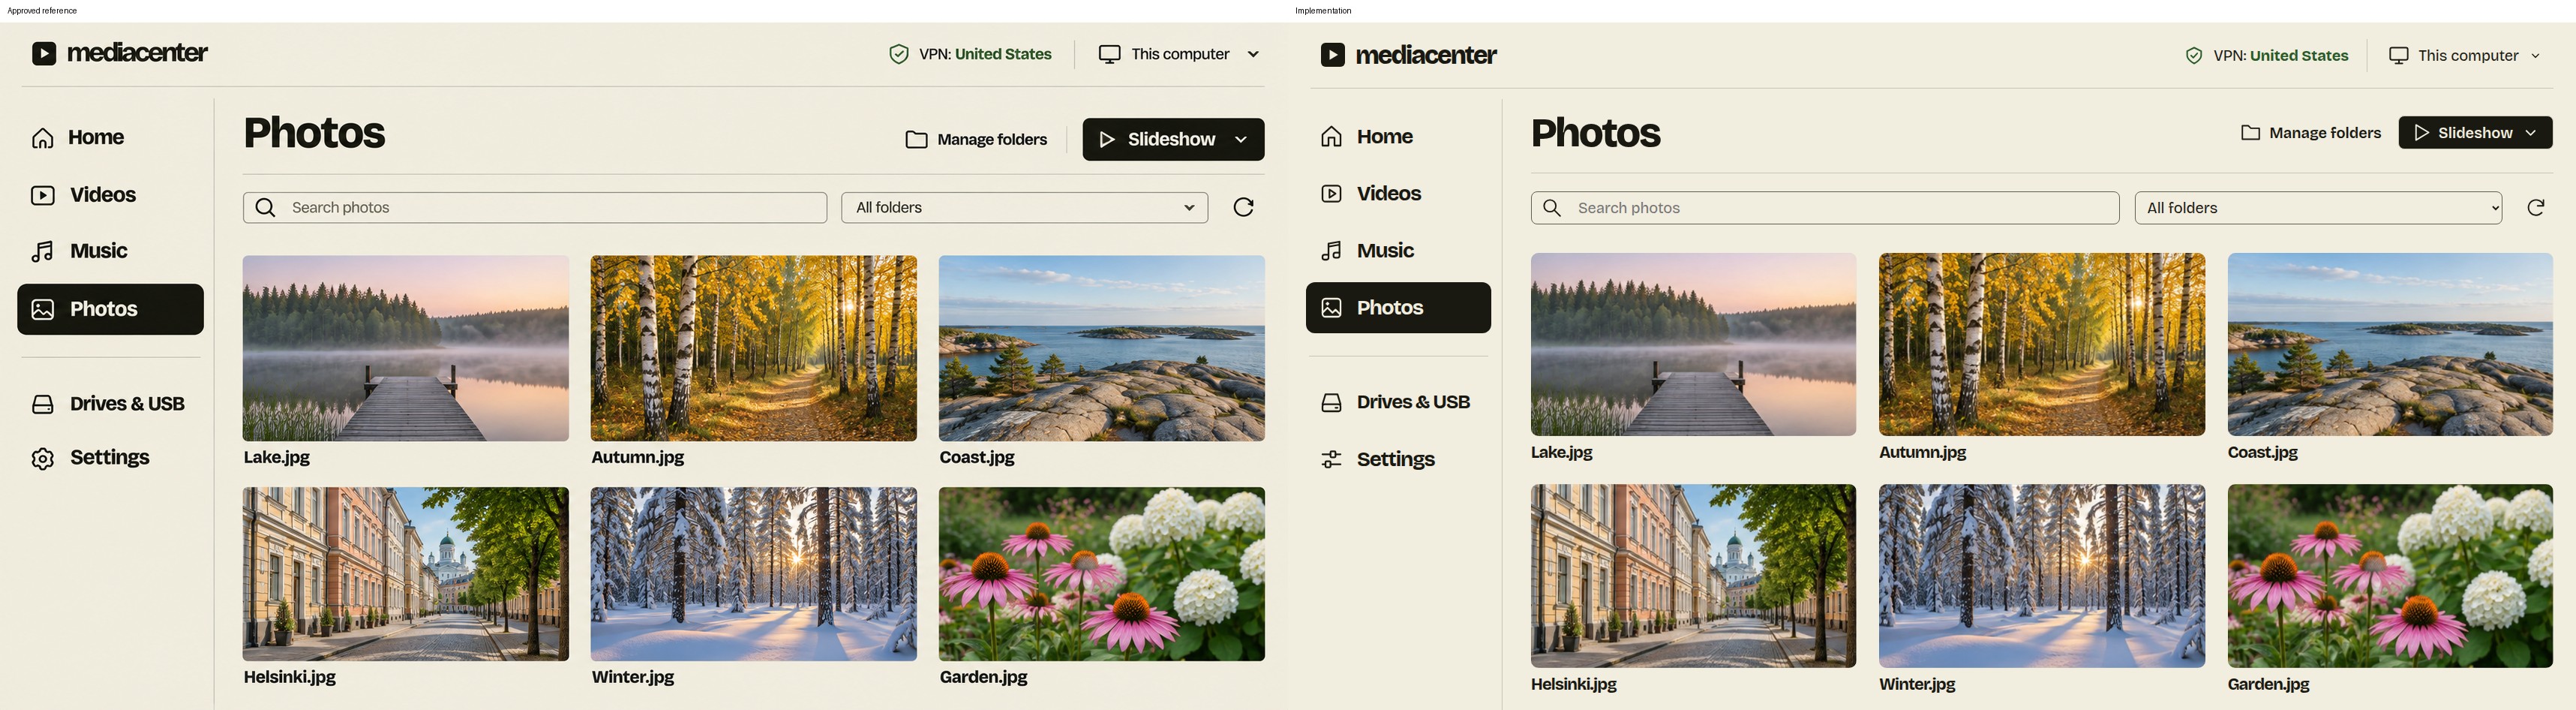 Approved reference
mediacenter
VPN: United States
This computer
Home
Videos
Music
Photos
Drives & USB
Settings
Photos
Manage folders
Slideshow
Search photos
All folders
Lake.jpg
Autumn.jpg
Coast.jpg
Helsinki.jpg
Winter.jpg
Garden.jpg
Implementation
mediacenter
VPN: United States
This computer
Home
Videos
Music
Photos
Drives & USB
Settings
Photos
Manage folders
Slideshow
Search photos
All folders
Lake.jpg
Autumn.jpg
Coast.jpg
Helsinki.jpg
Winter.jpg
Garden.jpg